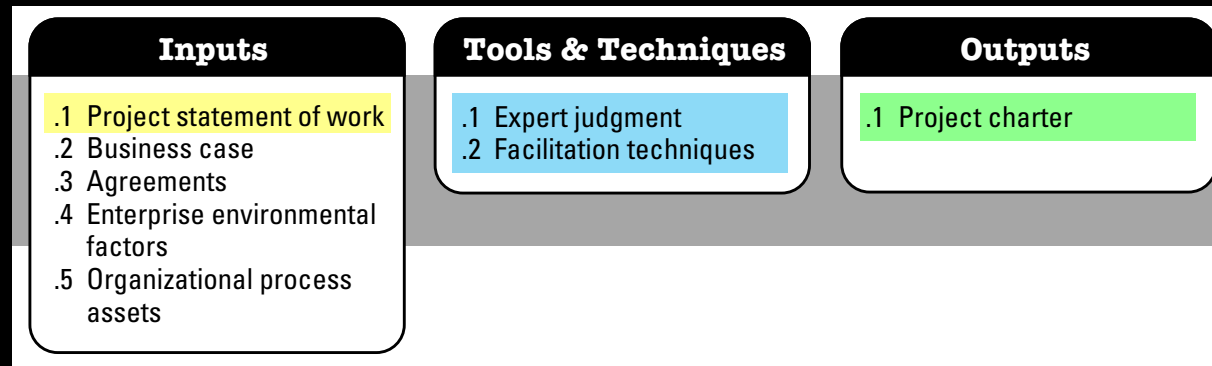 Inputs
.1 Project statement of work
.2 Business case
.3 Agreements
.4 Enterprise environmental
factors
.5 Organizational process
assets
Tools & Techniques
.1 Expert judgment
.2 Facilitation techniques
Outputs
.1 Project charter